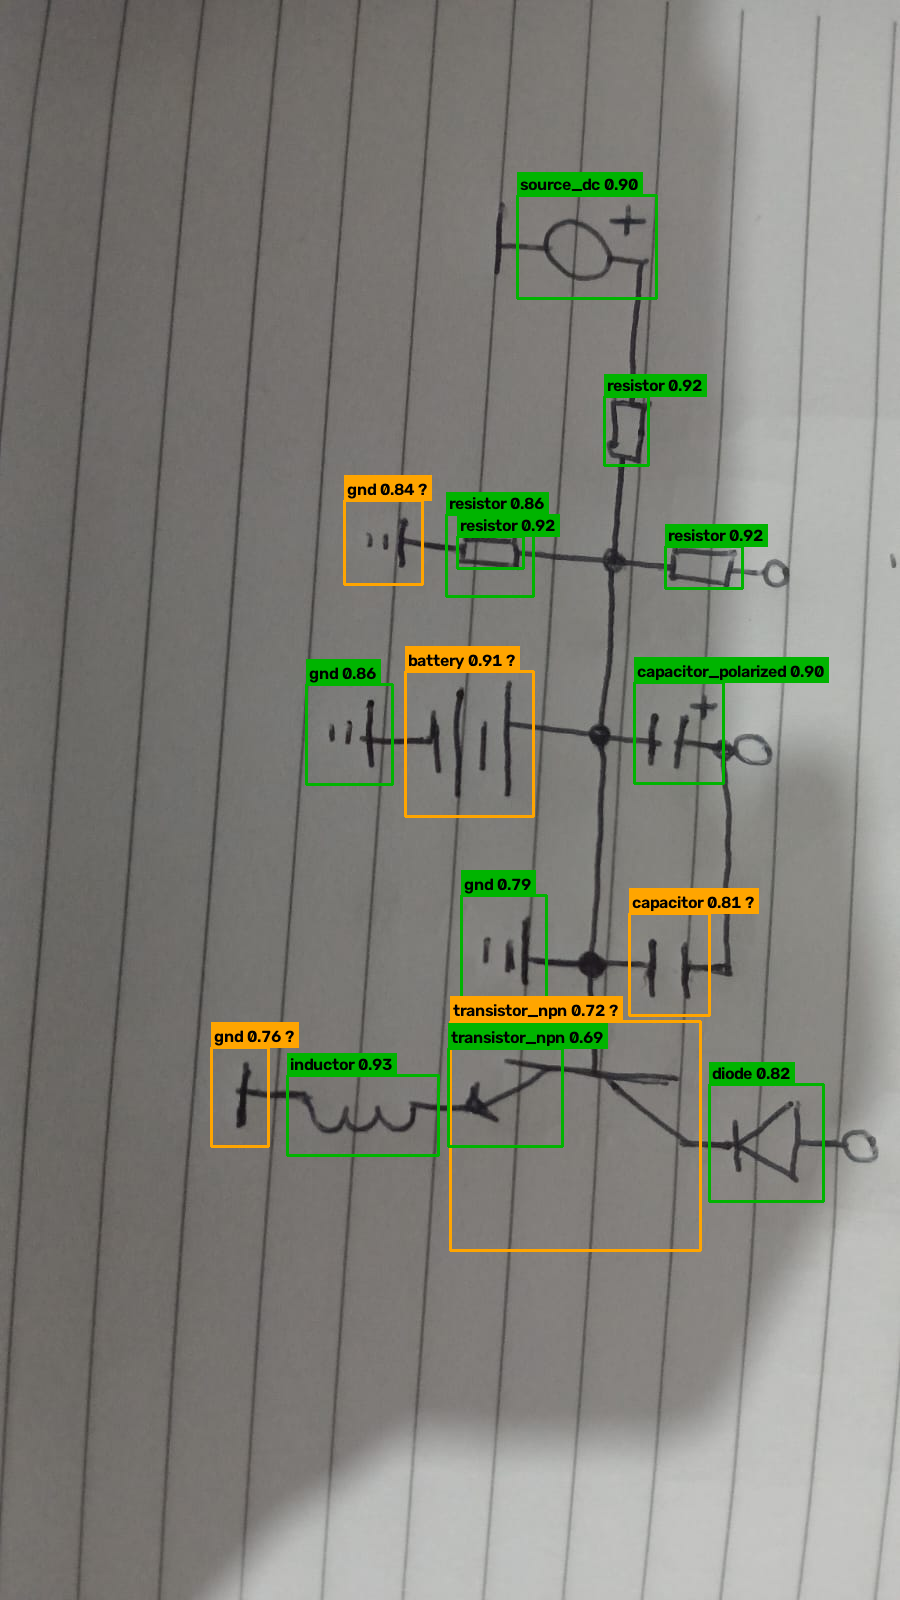 source_dc 0.90
+
resistor 0.92
gnd 0.84 ?
resistor 0.86
resistor 0.92
resistor 0.92
gnd 0.86
battery 0.91 ?
capacitor_polarized 0.90
+
gnd 0.79
capacitor 0.81 ?
transistor_npn 0.72 ?
gnd 0.76 ?
transistor_npn 0.69
inductor 0.93
diode 0.82